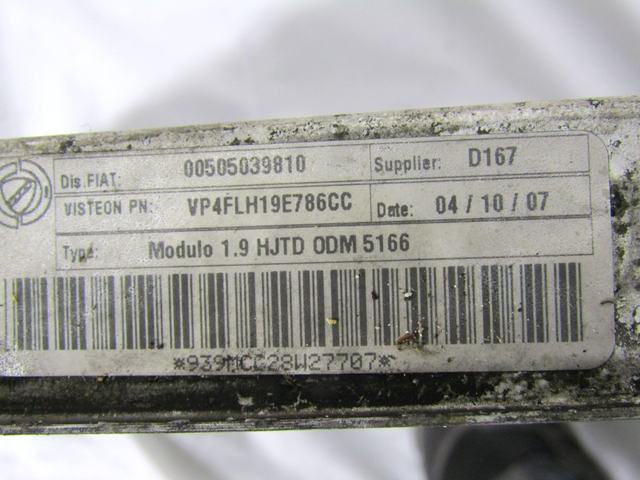 Dis.FIAT: 00505039810 Supplier: D167
VISTEON PN: VP4FLH19E786CC Date: 04/10/07
Type: Modulo 1.9 HJTD ODM 5166
*939MCC28W27707*